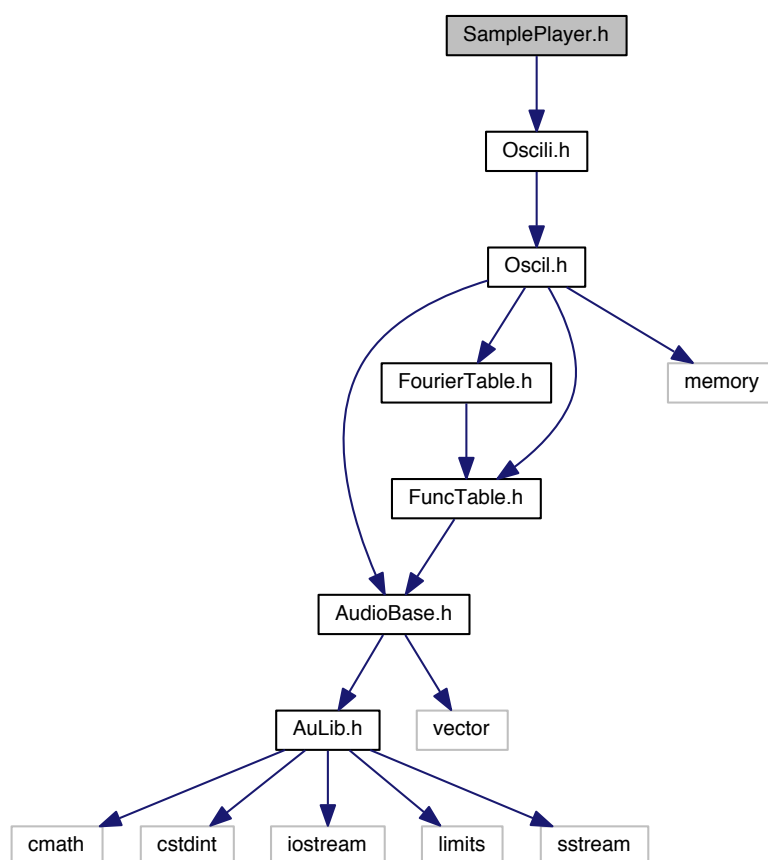 SamplePlayer.h
Oscili.h
Oscil.h
FourierTable.h
memory
FuncTable.h
AudioBase.h
AuLib.h
vector
cmath
cstdint
iostream
limits
sstream